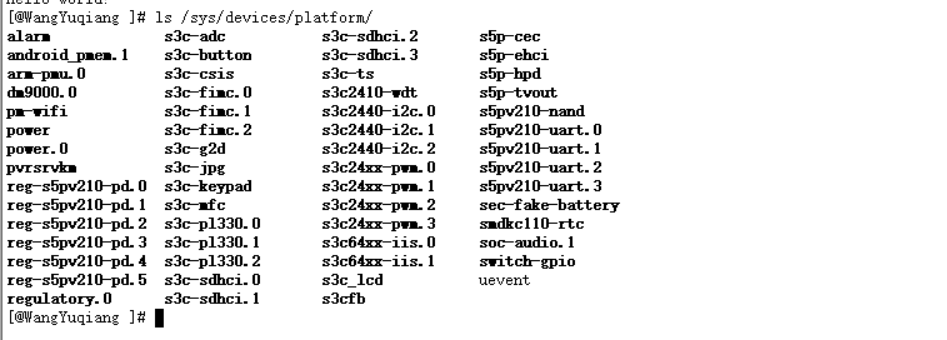 Hello world!
[@WangYuqiang ]# ls /sys/devices/platform/
alarm s3c-adc s3c-sdhci.2 s5p-cec
android_pmem.1 s3c-button s3c-sdhci.3 s5p-ehci
arm-pmu.0 s3c-csis s3c-ts s5p-hpd
dm9000.0 s3c-fimc.0 s3c2410-wdt s5p-tvout
pm-wifi s3c-fimc.1 s3c2440-i2c.0 s5pv210-nand
power s3c-fimc.2 s3c2440-i2c.1 s5pv210-uart.0
power.0 s3c-g2d s3c2440-i2c.2 s5pv210-uart.1
pvrsrvkm s3c-jpg s3c24xx-pwm.0 s5pv210-uart.2
reg-s5pv210-pd.0 s3c-keypad s3c24xx-pwm.1 s5pv210-uart.3
reg-s5pv210-pd.1 s3c-mfc s3c24xx-pwm.2 sec-fake-battery
reg-s5pv210-pd.2 s3c-pl330.0 s3c24xx-pwm.3 smdkc110-rtc
reg-s5pv210-pd.3 s3c-pl330.1 s3c64xx-iis.0 soc-audio.1
reg-s5pv210-pd.4 s3c-pl330.2 s3c64xx-iis.1 switch-gpio
reg-s5pv210-pd.5 s3c-sdhci.0 s3c_lcd uevent
regulatory.0 s3c-sdhci.1 s3cfb
[@WangYuqiang ]#